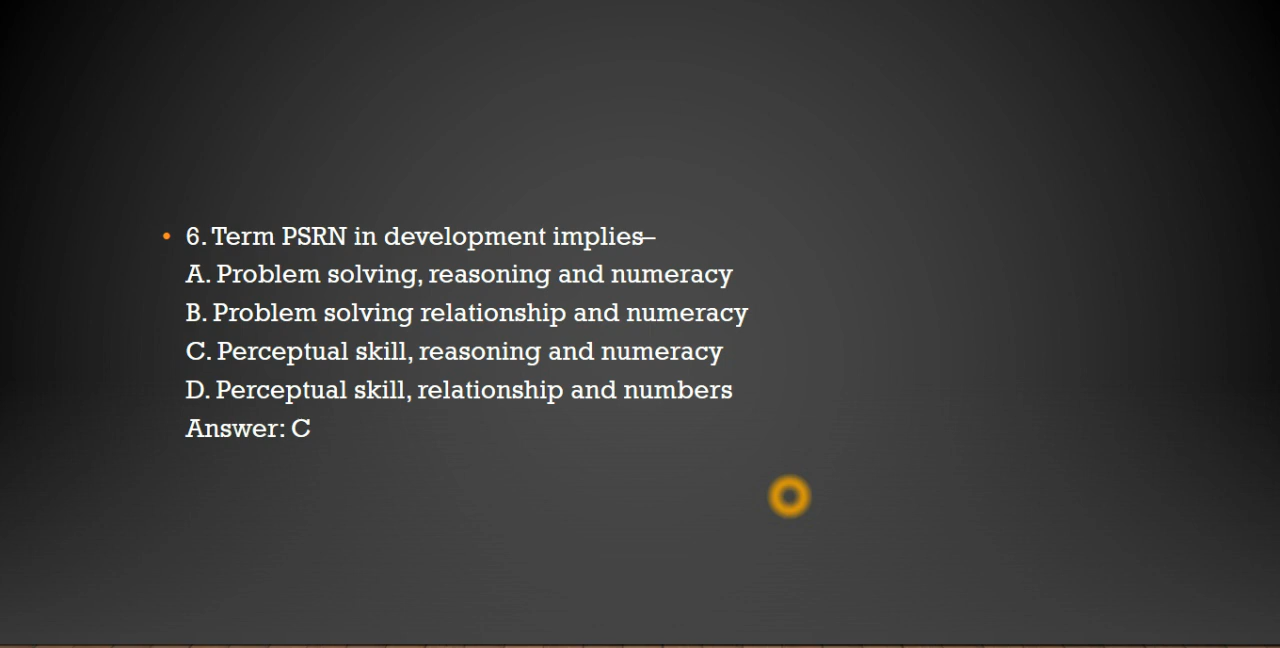 • 6. Term PSRN in development implies–
A. Problem solving, reasoning and numeracy
B. Problem solving relationship and numeracy
C. Perceptual skill, reasoning and numeracy
D. Perceptual skill, relationship and numbers
Answer: C